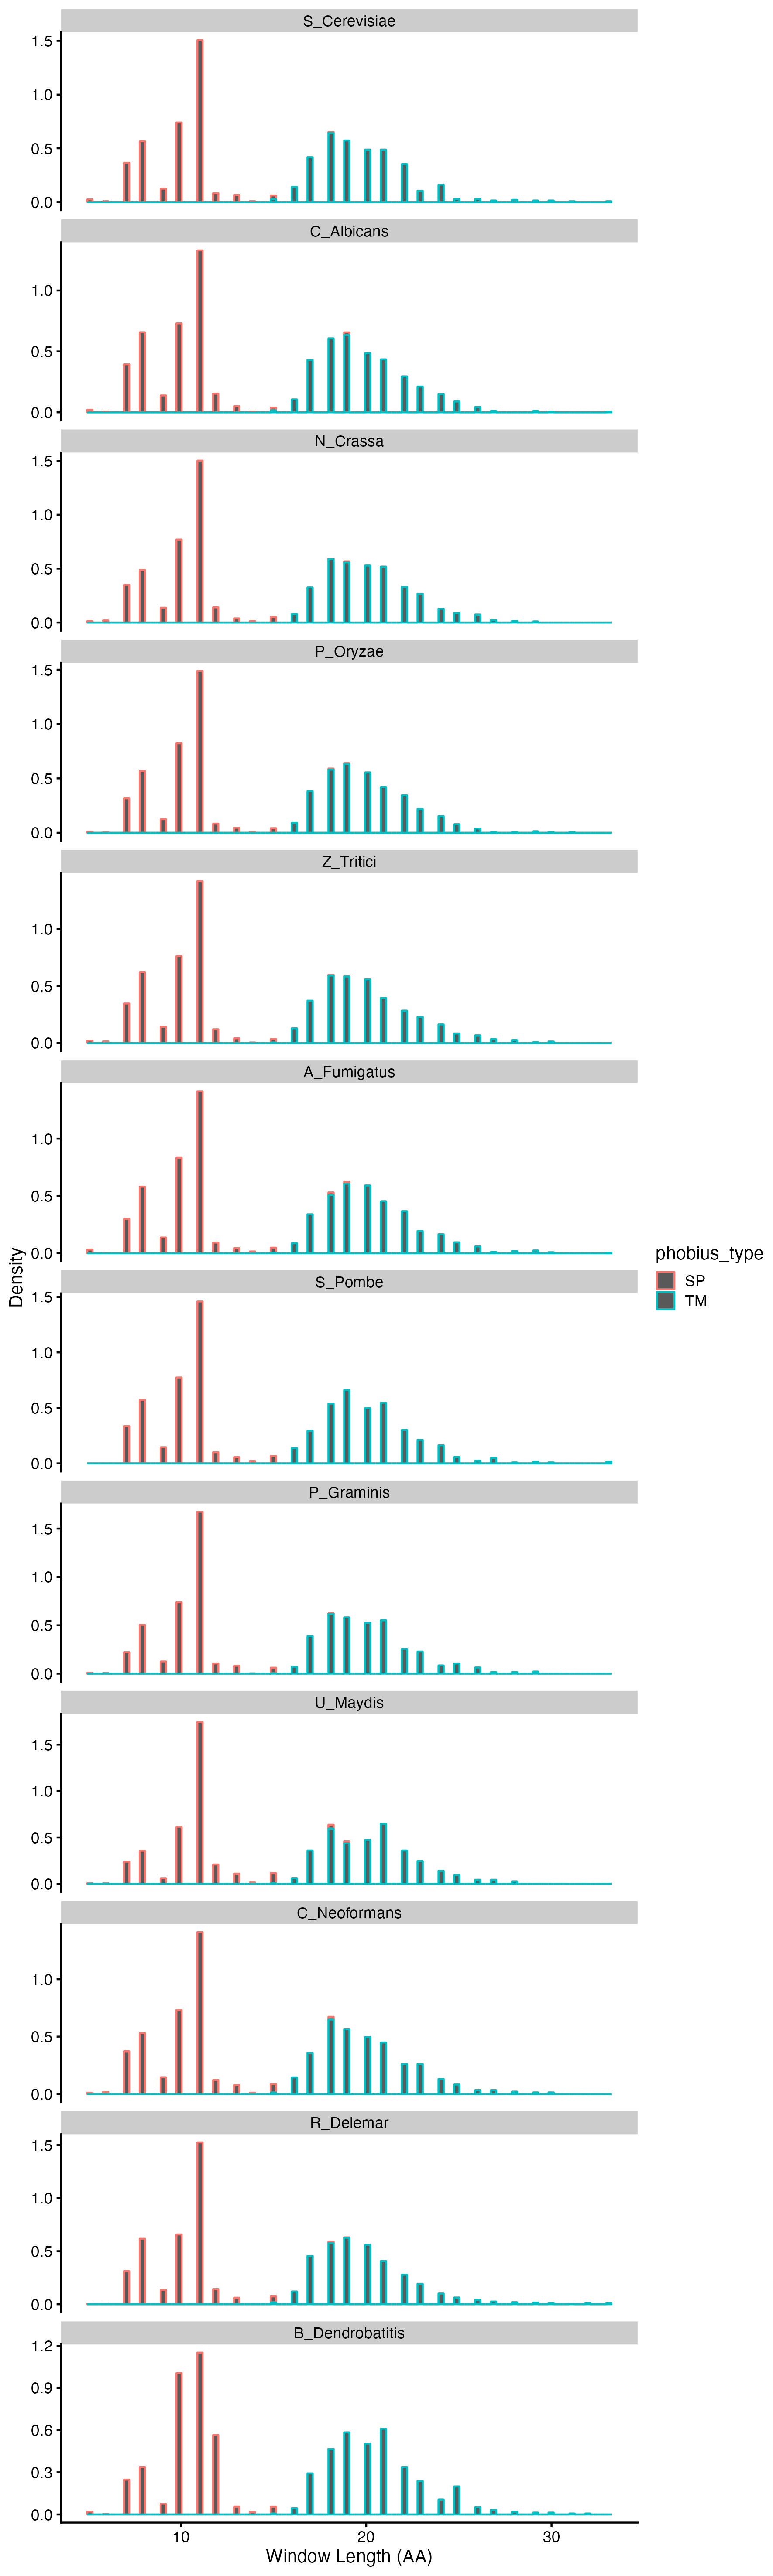 S_Cerevisiae
1.5
1.0
0.5
0.0
C_Albicans
1.0
0.5
0.0
N_Crassa
1.5
1.0
0.5
0.0
P_Oryzae
1.5
1.0
0.5
0.0
Z_Tritici
1.0
0.5
0.0
A_Fumigatus
1.0
0.5
0.0
Density
phobius_type
SP
TM
S_Pombe
1.5
1.0
0.5
0.0
P_Graminis
1.5
1.0
0.5
0.0
U_Maydis
1.5
1.0
0.5
0.0
C_Neoformans
1.0
0.5
0.0
R_Delemar
1.5
1.0
0.5
0.0
B_Dendrobatitis
1.2
0.9
0.6
0.3
0.0
10 20 30
Window Length (AA)